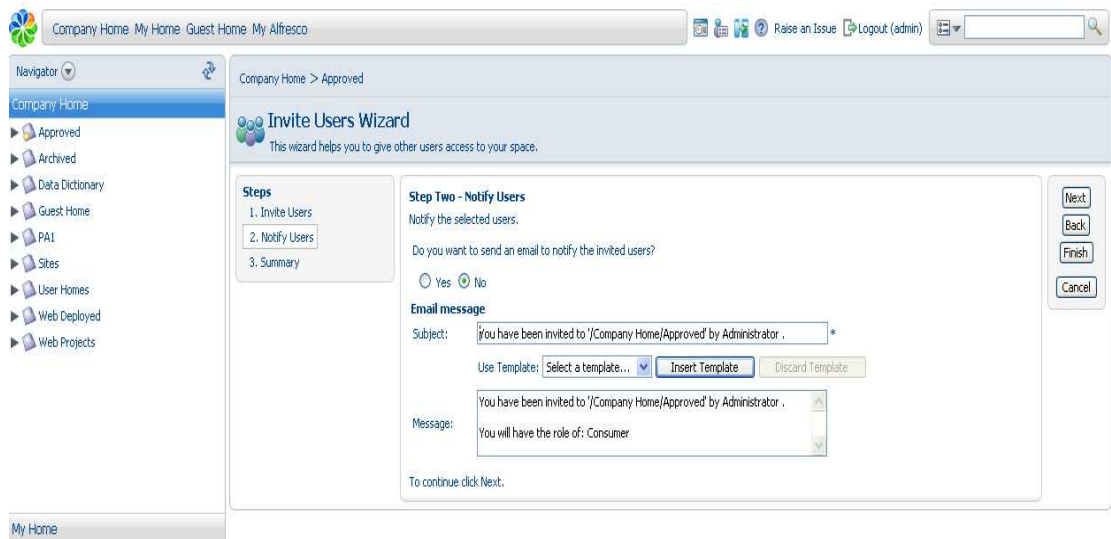 Company Home My Home Guest Home My Alfresco
Raise an Issue Logout (admin)
Navigator
Company Home
Approved
Archived
Data Dictionary
Guest Home
PA1
Sites
User Homes
Web Deployed
Web Projects
My Home
Company Home > Approved
Invite Users Wizard
This wizard helps you to give other users access to your space.
Steps
1. Invite Users
2. Notify Users
3. Summary
Step Two - Notify Users
Notify the selected users.
Do you want to send an email to notify the invited users?
Yes No
Email message
Subject: You have been invited to '/Company Home/Approved' by Administrator . *
Use Template: Select a template... Insert Template Discard Template
Message:
You have been invited to '/Company Home/Approved' by Administrator .
You will have the role of: Consumer
To continue click Next.
Next
Back
Finish
Cancel